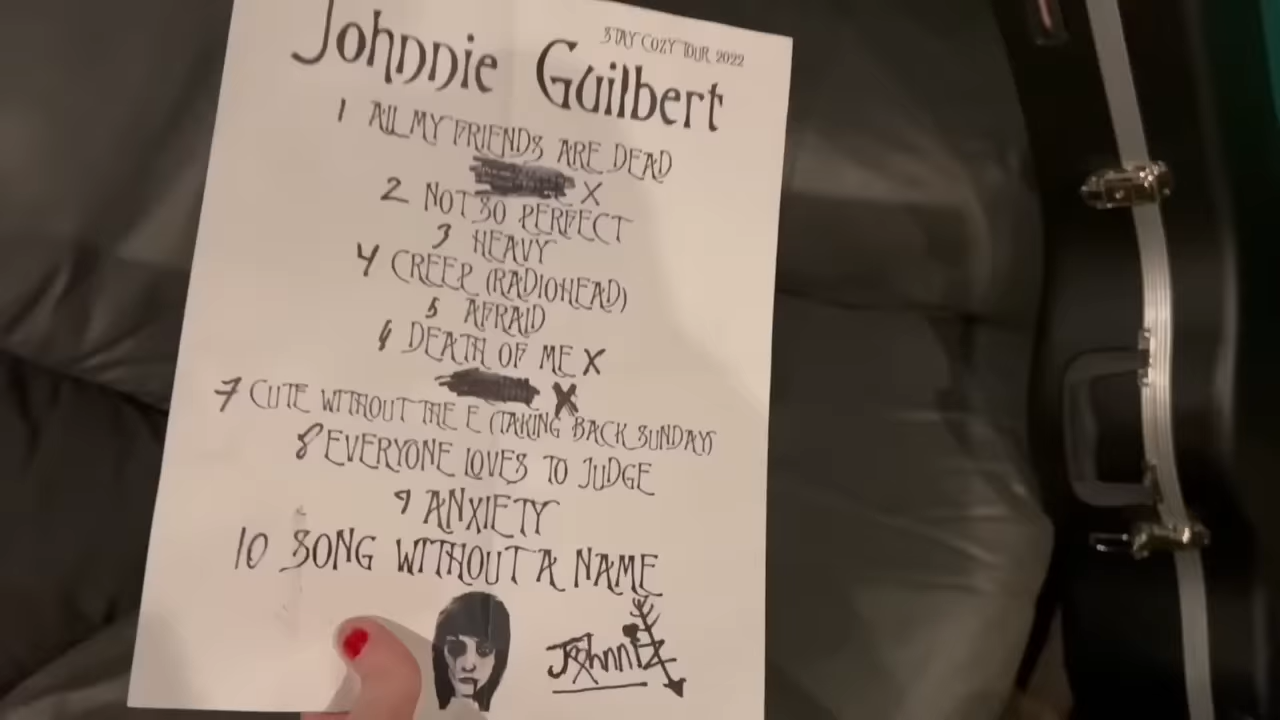 STAY COZY TOUR 2022
Johnnie Guilbert
1 ALL MY FRIENDS ARE DEAD
X
2 NOT SO PERFECT
3 HEAVY
4 CREEP (RADIOHEAD)
5 AFRAID
6 DEATH OF ME X
X
7 CUTE WITHOUT THE E (TAKING BACK SUNDAY)
8 EVERYONE LOVES TO JUDGE
9 ANXIETY
10 SONG WITHOUT A NAME
Johnnie